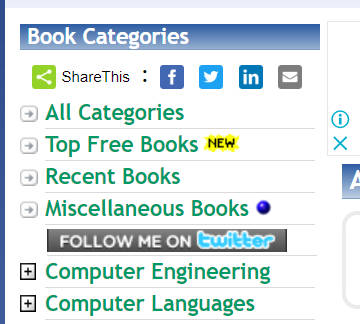 Book Categories
ShareThis :
All Categories
Top Free Books NEW
Recent Books
Miscellaneous Books
FOLLOW ME ON twitter
Computer Engineering
Computer Languages